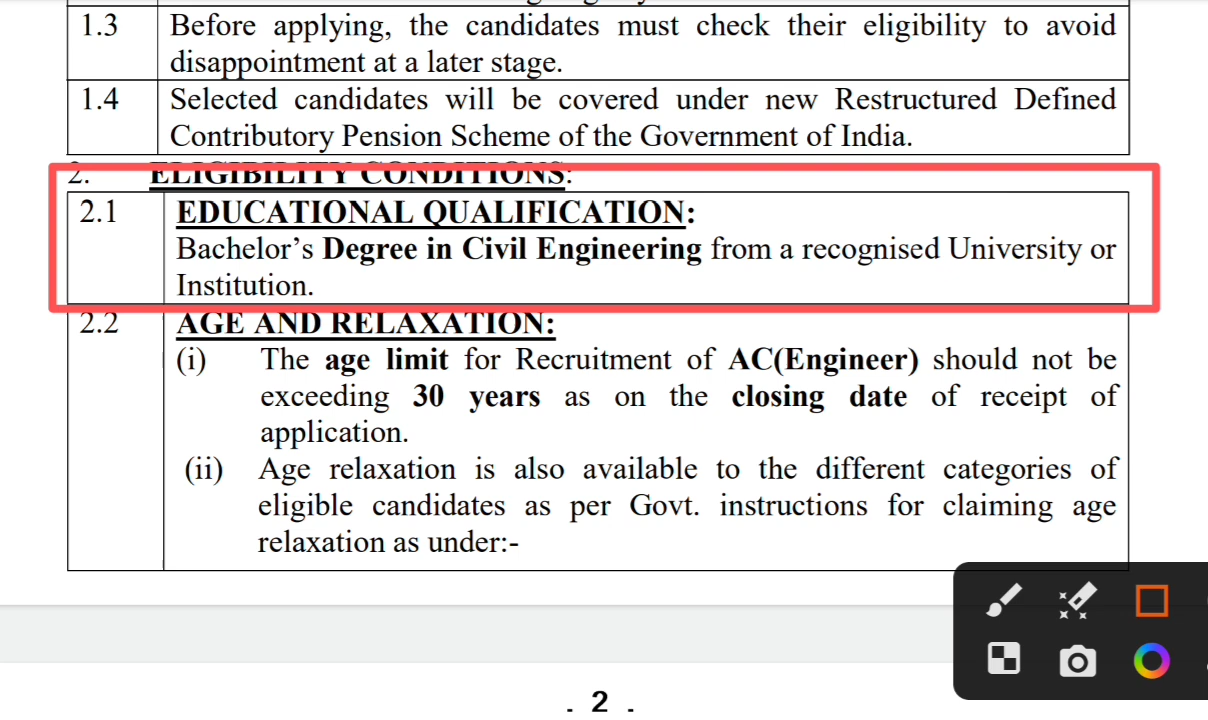 1.3 Before applying, the candidates must check their eligibility to avoid
disappointment at a later stage.
1.4 Selected candidates will be covered under new Restructured Defined
Contributory Pension Scheme of the Government of India.
2. ELIGIBILITY CONDITIONS:
2.1 EDUCATIONAL QUALIFICATION:
Bachelor’s Degree in Civil Engineering from a recognised University or
Institution.
2.2 AGE AND RELAXATION:
(i) The age limit for Recruitment of AC(Engineer) should not be
exceeding 30 years as on the closing date of receipt of
application.
(ii) Age relaxation is also available to the different categories of
eligible candidates as per Govt. instructions for claiming age
relaxation as under:-
. 2 .